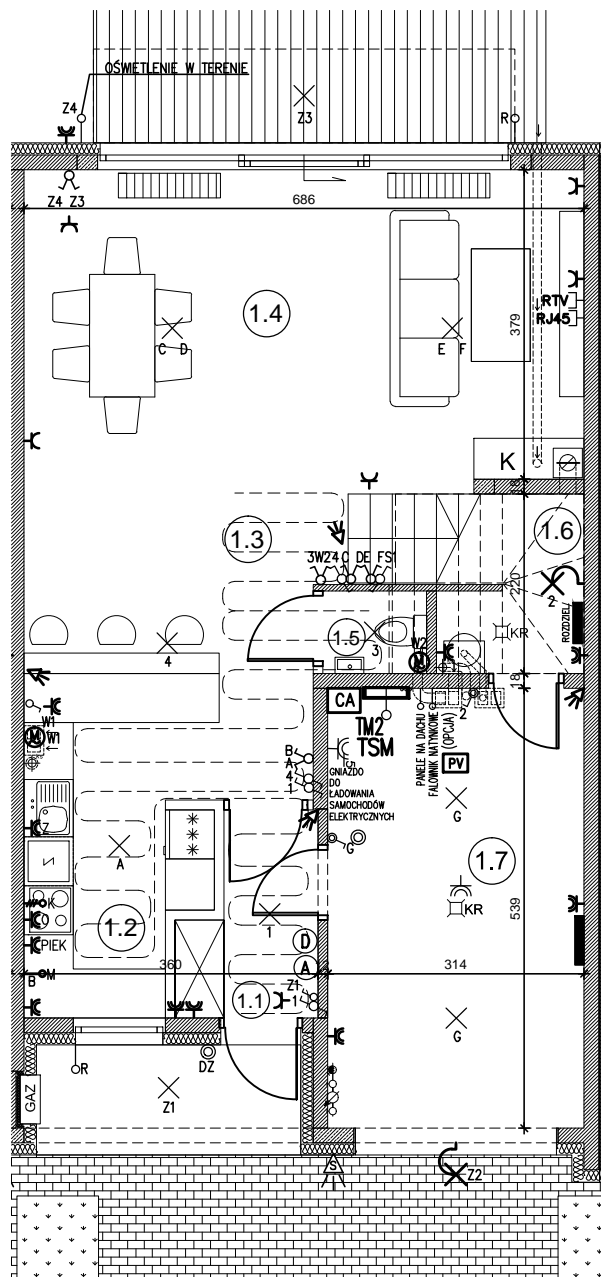 OŚWIETLENIE W TERENIE
Z4
Z3
R
Z4 Z3
686
1.4
379
RTV
RJ45
C D
E F
K
18
1.3
1.6
3W24 C DE FS1
220
2
ROZDZIEL.
1.5
3
W2
M
KR
4
18
CA
TM2
TSM
PANELE NA DACHU
FALOWNIK NATYNKOWE
(OPCJA)
2
PV
W1
M
W1
B
A
4
1
GNIAZDO
DO
ŁADOWANIA
SAMOCHODÓW
ELEKTRYCZNYCH
G
G
Z
A
1.7
KR
539
1.2
1
K
PIEK
D
A
360
314
B
M
1.1
Z1
1
G
R
DZ
Z1
GAZ
S
Z2